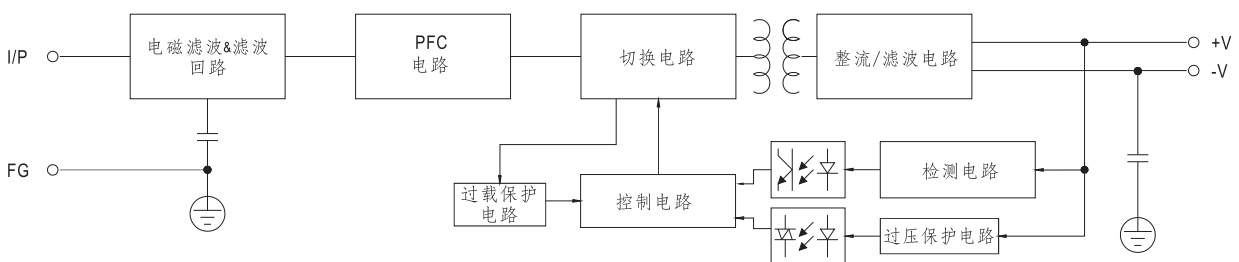 I/P
电磁滤波&滤波
回路
PFC
电路
切换电路
整流/滤波电路
+V
-V
FG
过载保护
电路
控制电路
检测电路
过压保护电路